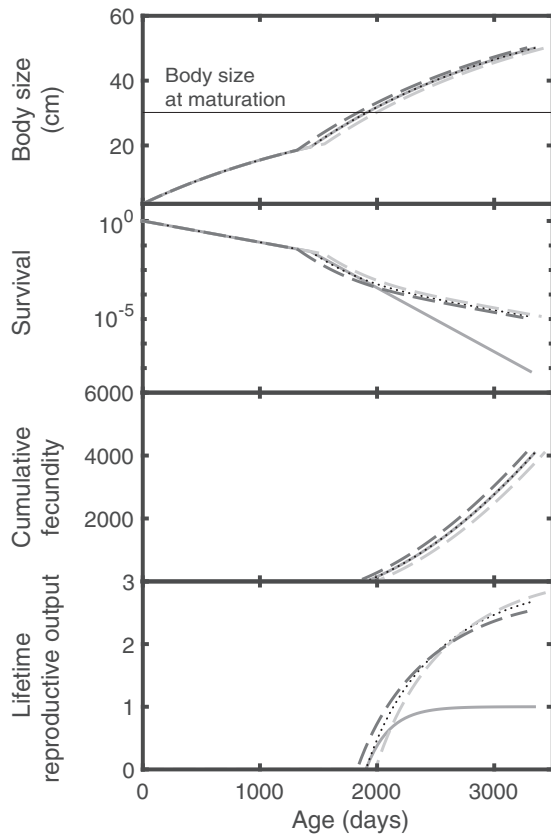 60
40
20
Body size
(cm)
Body size
at maturation
10^0
10^-5
Survival
6000
4000
2000
Cumulative
fecundity
3
2
1
0
Lifetime
reproductive output
0 1000 2000 3000
Age (days)